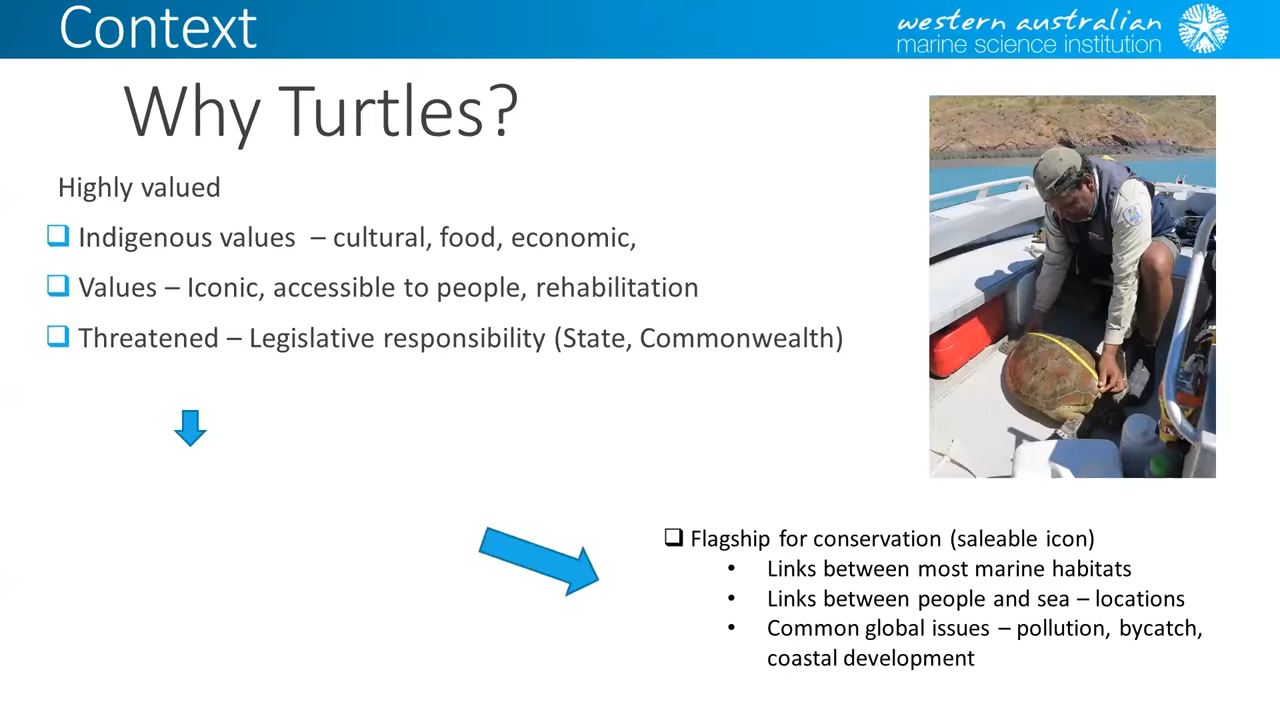 Context
western australian
marine science institution
Why Turtles?
Highly valued
❑ Indigenous values – cultural, food, economic,
❑ Values – Iconic, accessible to people, rehabilitation
❑ Threatened – Legislative responsibility (State, Commonwealth)
❑ Flagship for conservation (saleable icon)
• Links between most marine habitats
• Links between people and sea – locations
• Common global issues – pollution, bycatch,
coastal development